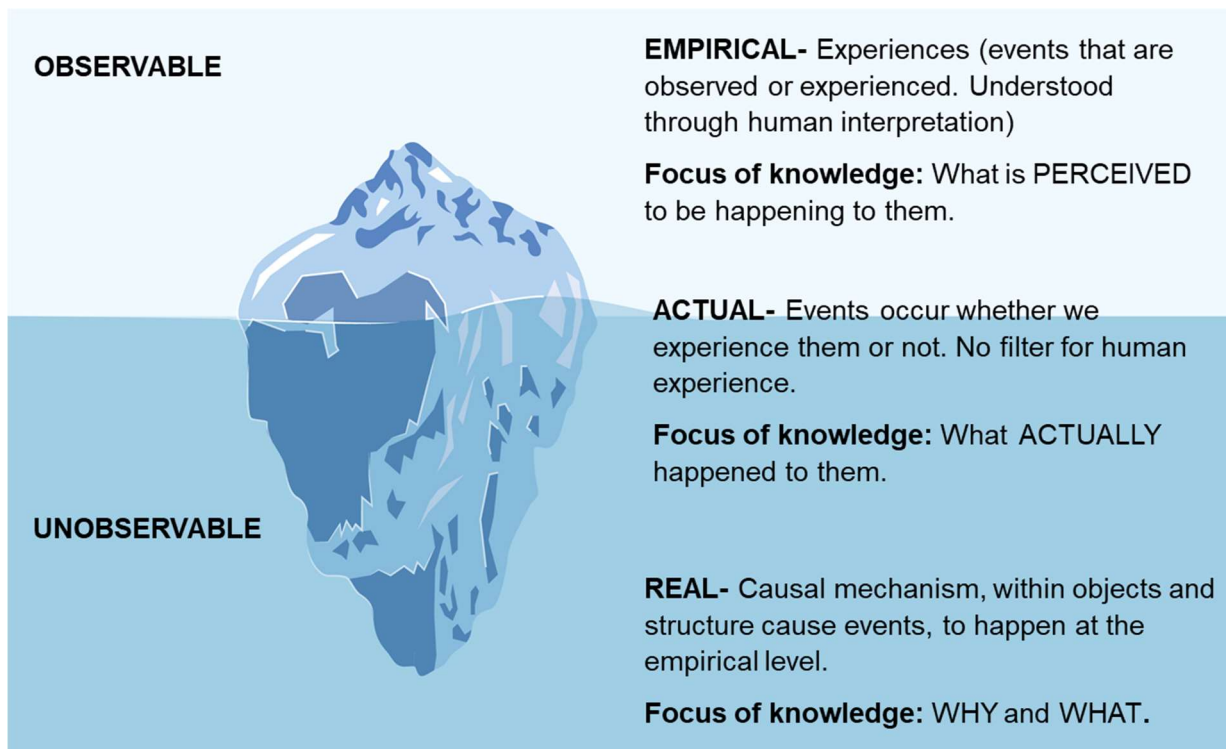 OBSERVABLE
EMPIRICAL- Experiences (events that are
observed or experienced. Understood
through human interpretation)
Focus of knowledge: What is PERCEIVED
to be happening to them.
ACTUAL- Events occur whether we
experience them or not. No filter for human
experience.
Focus of knowledge: What ACTUALLY
happened to them.
UNOBSERVABLE
REAL- Causal mechanism, within objects and
structure cause events, to happen at the
empirical level.
Focus of knowledge: WHY and WHAT.